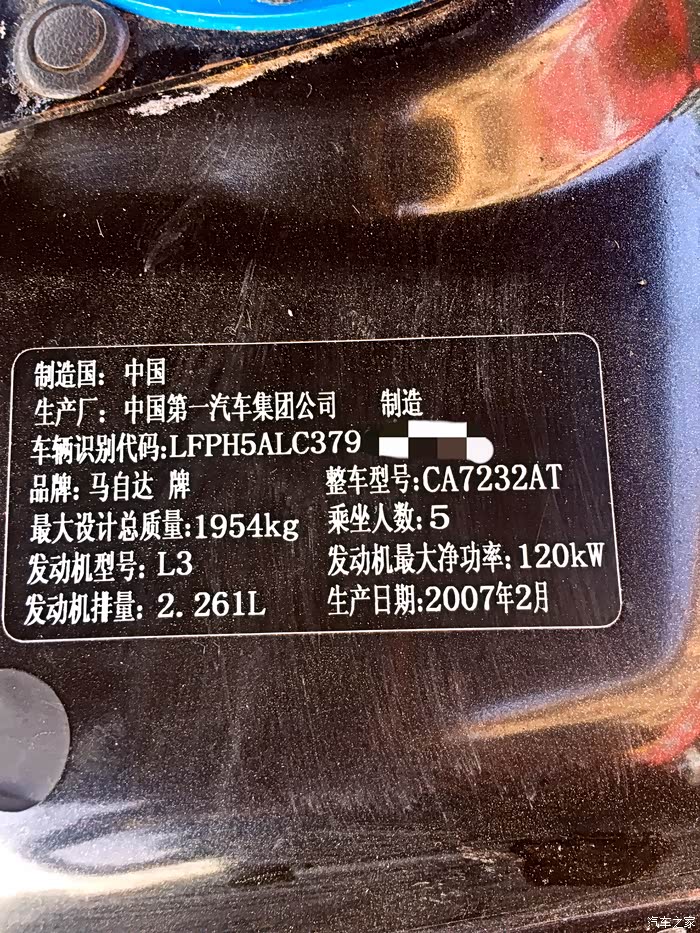 制造国: 中国
生产厂: 中国第一汽车集团公司 制造
车辆识别代码:LFPH5ALC379
品牌: 马自达 牌 整车型号:CA7232AT
最大设计总质量:1954kg 乘坐人数:5
发动机型号: L3 发动机最大净功率:120kW
发动机排量: 2.261L 生产日期:2007年2月
汽车之家